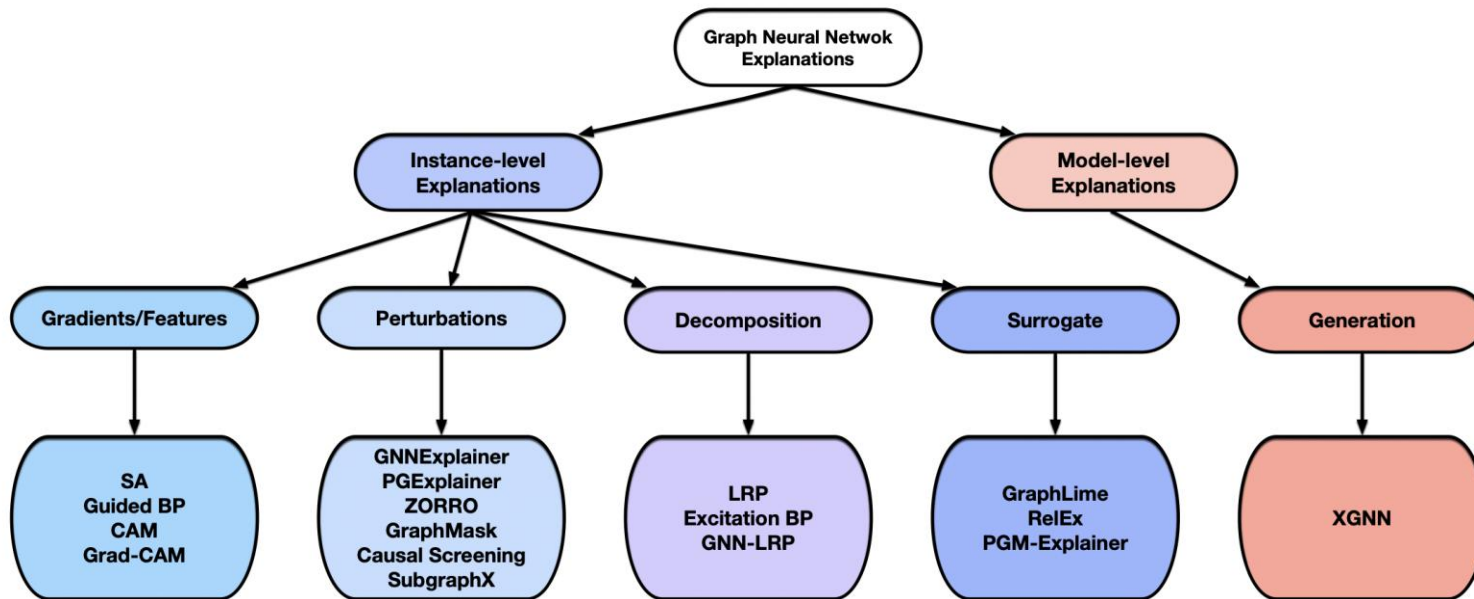 Graph Neural Netwok
Explanations
Instance-level
Explanations
Model-level
Explanations
Gradients/Features
Perturbations
Decomposition
Surrogate
Generation
SA
Guided BP
CAM
Grad-CAM
GNNExplainer
PGExplainer
ZORRO
GraphMask
Causal Screening
SubgraphX
LRP
Excitation BP
GNN-LRP
GraphLime
RelEx
PGM-Explainer
XGNN